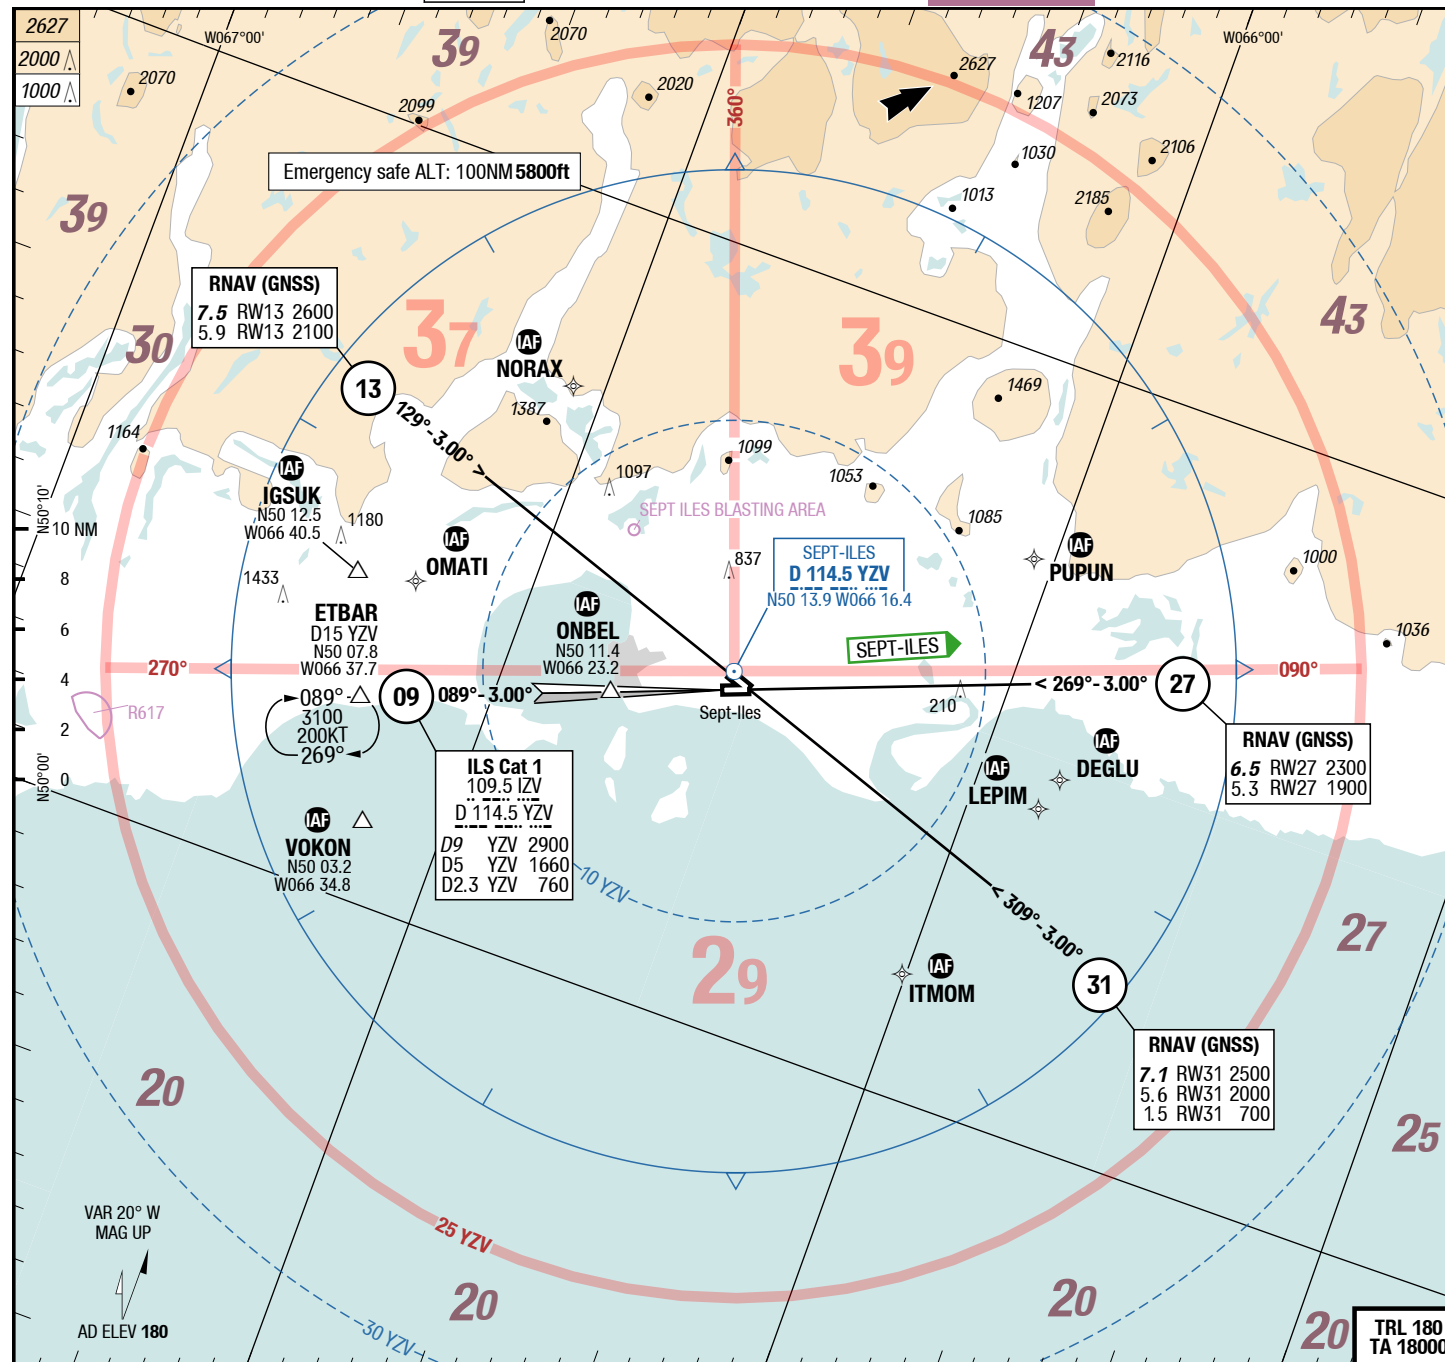 2627
2000
1000
W067°00'
39
2070
2070
2099
2020
360°
2627
43
1207
2116
2073
W066°00'
2106
1030
1013
2185
Emergency safe ALT: 100NM 5800ft
39
RNAV (GNSS)
7.5 RW13 2600
5.9 RW13 2100
30
37
39
43
IAF
NORAX
13
129°-3.00° >
1387
1469
1164
1099
1097
1053
1085
IAF
IGSUK
N50 12.5
W066 40.5
1180
SEPT ILES BLASTING AREA
N50°10'
10 NM
8
6
4
2
0
N50°00'
IAF
OMATI
1433
837
SEPT-ILES
D 114.5 YZV
N50 13.9 W066 16.4
IAF
PUPUN
1000
1036
ETBAR
D15 YZV
N50 07.8
W066 37.7
IAF
ONBEL
N50 11.4
W066 23.2
SEPT-ILES
270°
090°
R617
089°
3100
200KT
269°
09
089°-3.00°
Sept-Iles
210
< 269°-3.00°
27
RNAV (GNSS)
6.5 RW27 2300
5.3 RW27 1900
ILS Cat 1
109.5 IZV
D 114.5 YZV
D9 YZV 2900
D5 YZV 1660
D2.3 YZV 760
IAF
DEGLU
IAF
LEPIM
IAF
VOKON
N50 03.2
W066 34.8
10 YZV
< 309°-3.00°
27
29
IAF
ITMOM
31
RNAV (GNSS)
7.1 RW31 2500
5.6 RW31 2000
1.5 RW31 700
20
25
VAR 20° W
MAG UP
25 YZV
AD ELEV 180
20
30 YZV
20
20
TRL 180
TA 18000